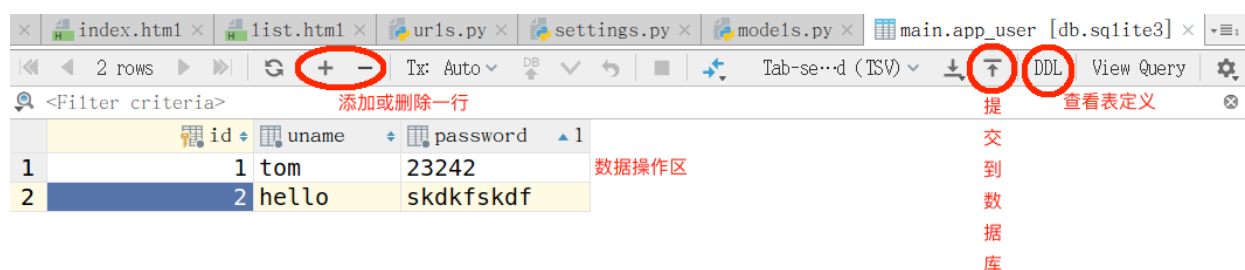 index.html list.html urls.py settings.py models.py main.app_user [db.sqlite3]
2 rows Tx: Auto DB Tab-se…d (TSV) DDL View Query
<Filter criteria> 添加或删除一行 提交到数据库 查看表定义
id uname password 1
1 1 tom 23242 数据操作区
2 2 hello skdkfskdf